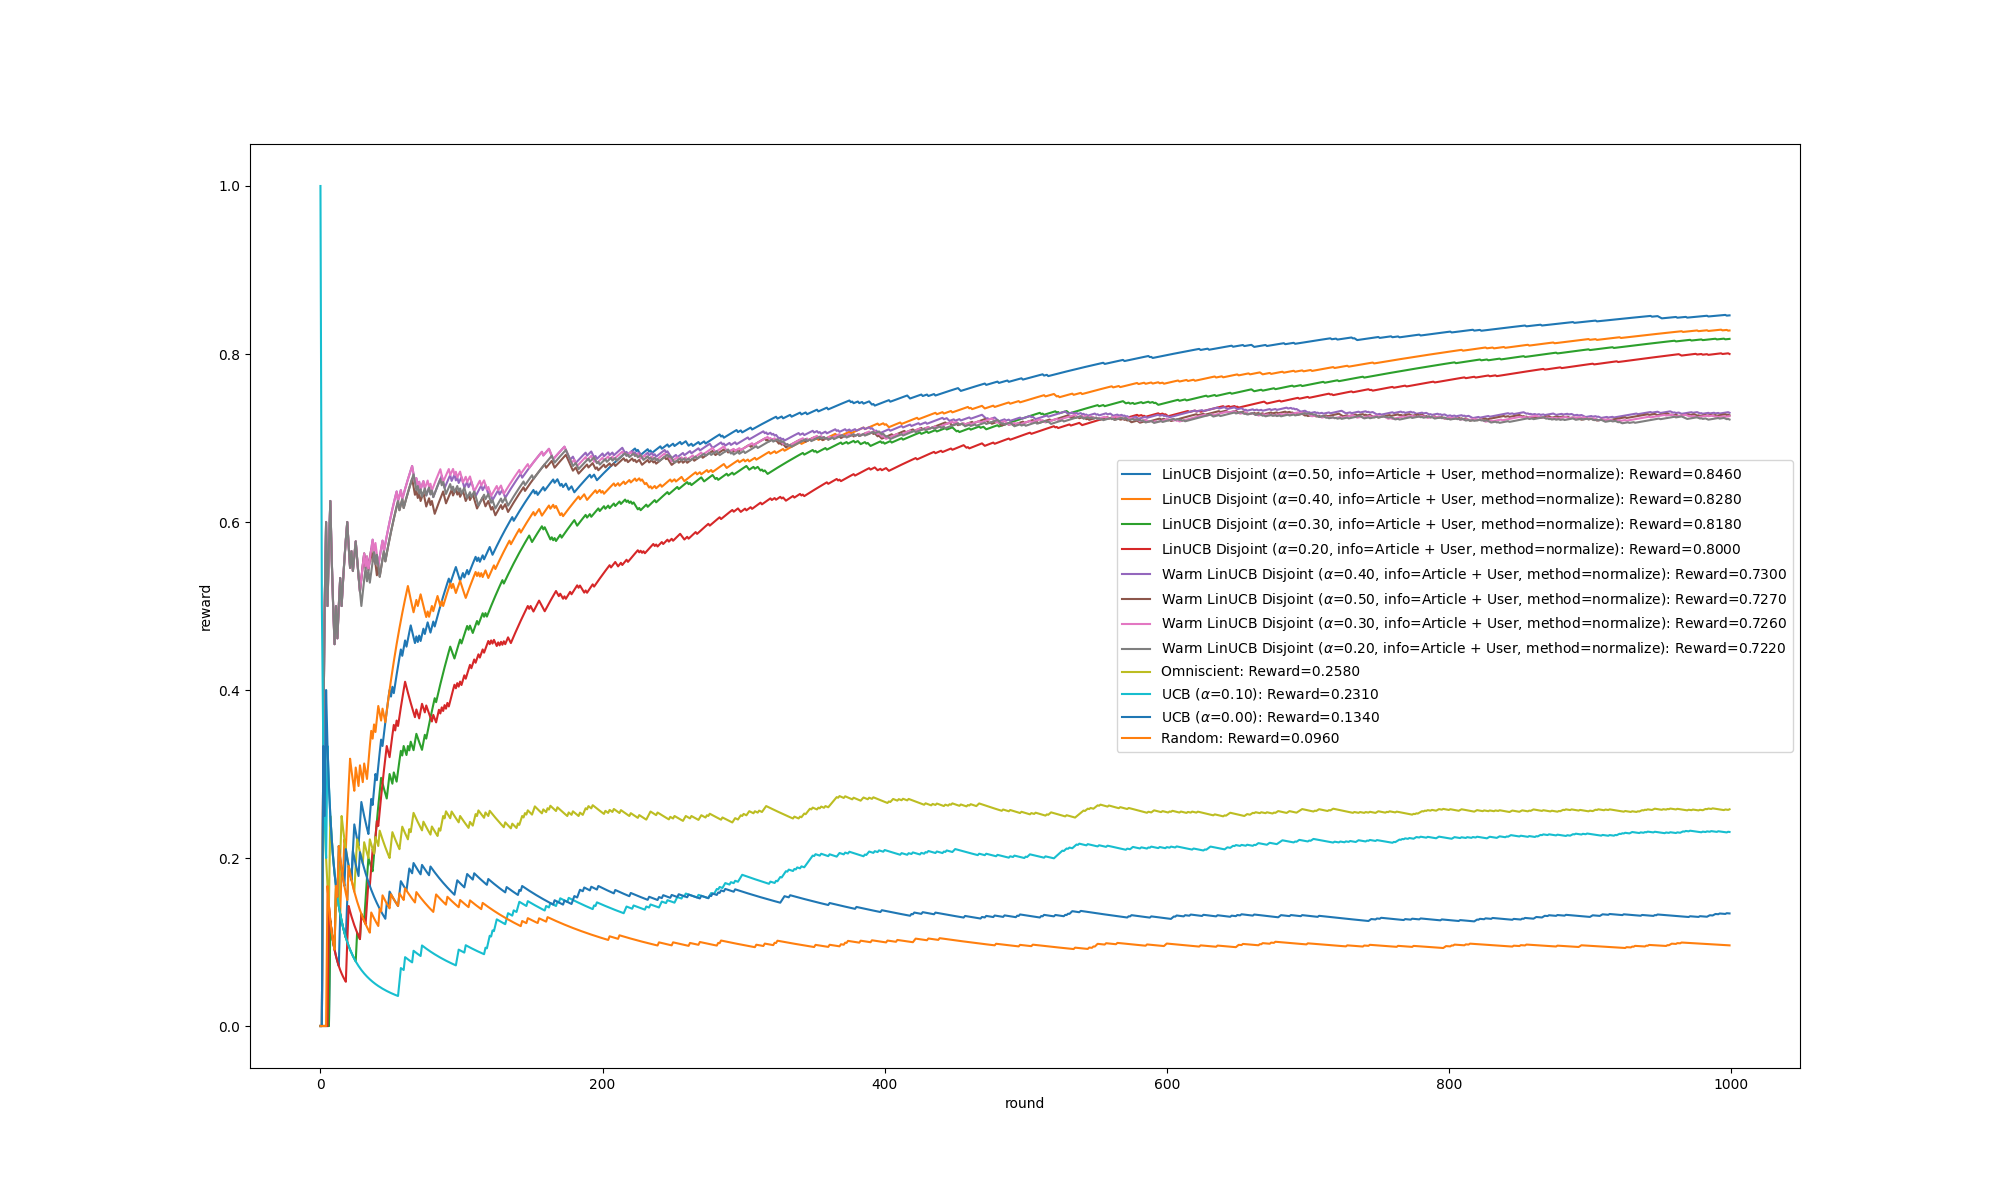 1.0
0.8
0.6
0.4
0.2
0.0
reward
0
200
400
600
800
1000
round
LinUCB Disjoint (α=0.50, info=Article + User, method=normalize): Reward=0.8460
LinUCB Disjoint (α=0.40, info=Article + User, method=normalize): Reward=0.8280
LinUCB Disjoint (α=0.30, info=Article + User, method=normalize): Reward=0.8180
LinUCB Disjoint (α=0.20, info=Article + User, method=normalize): Reward=0.8000
Warm LinUCB Disjoint (α=0.40, info=Article + User, method=normalize): Reward=0.7300
Warm LinUCB Disjoint (α=0.50, info=Article + User, method=normalize): Reward=0.7270
Warm LinUCB Disjoint (α=0.30, info=Article + User, method=normalize): Reward=0.7260
Warm LinUCB Disjoint (α=0.20, info=Article + User, method=normalize): Reward=0.7220
Omniscient: Reward=0.2580
UCB (α=0.10): Reward=0.2310
UCB (α=0.00): Reward=0.1340
Random: Reward=0.0960